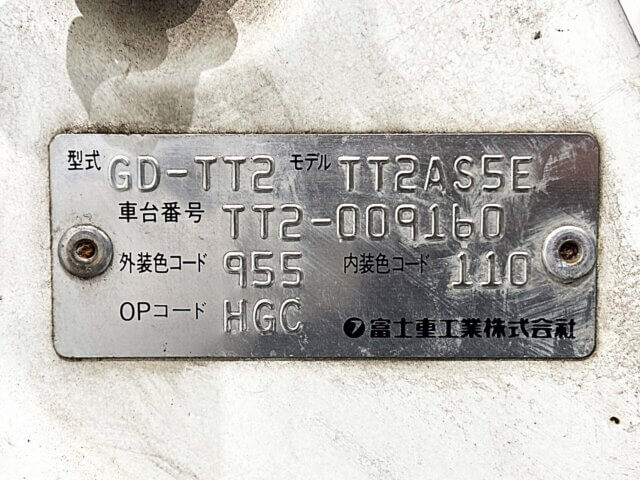 型式 GD-TT2 モデル TT2AS5E
車台番号 TT2-009160
外装色コード 955 内装色コード 110
OPコード HGC 富士重工業株式会社